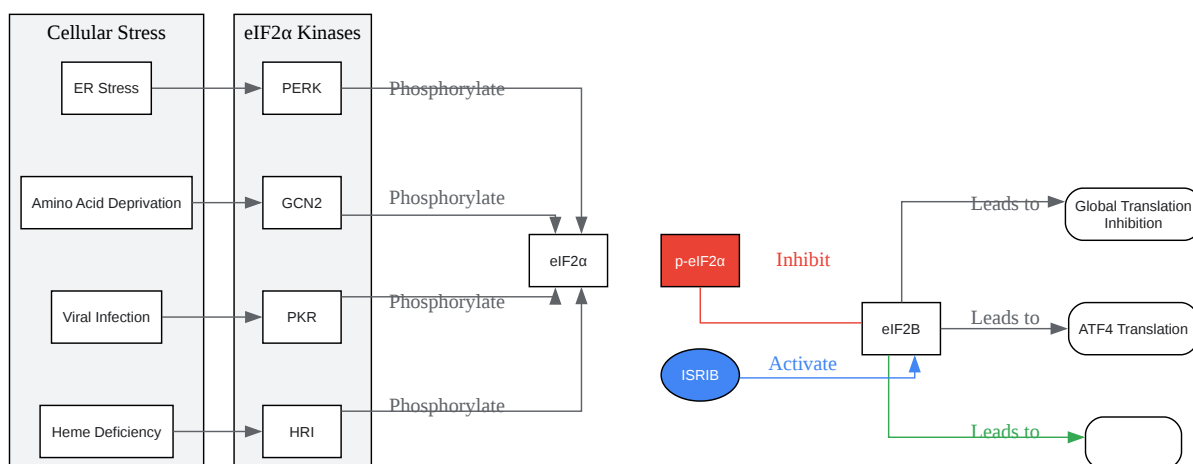 Cellular Stress
eIF2α Kinases
ER Stress
PERK
Phosphorylate
Amino Acid Deprivation
GCN2
Phosphorylate
Leads to
Global Translation
Inhibition
eIF2α
p-eIF2α
Inhibit
Viral Infection
PKR
Phosphorylate
eIF2B
Leads to
ATF4 Translation
ISRIB
Activate
Heme Deficiency
HRI
Phosphorylate
Leads to